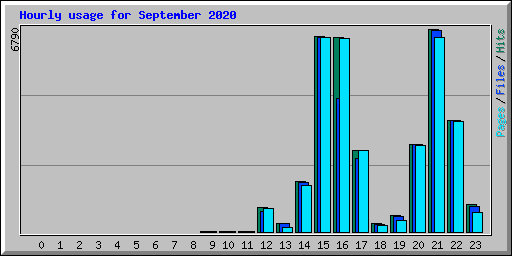 Hourly usage for September 2020
6790
Pages / Files / Hits
0 1 2 3 4 5 6 7 8 9 10 11 12 13 14 15 16 17 18 19 20 21 22 23